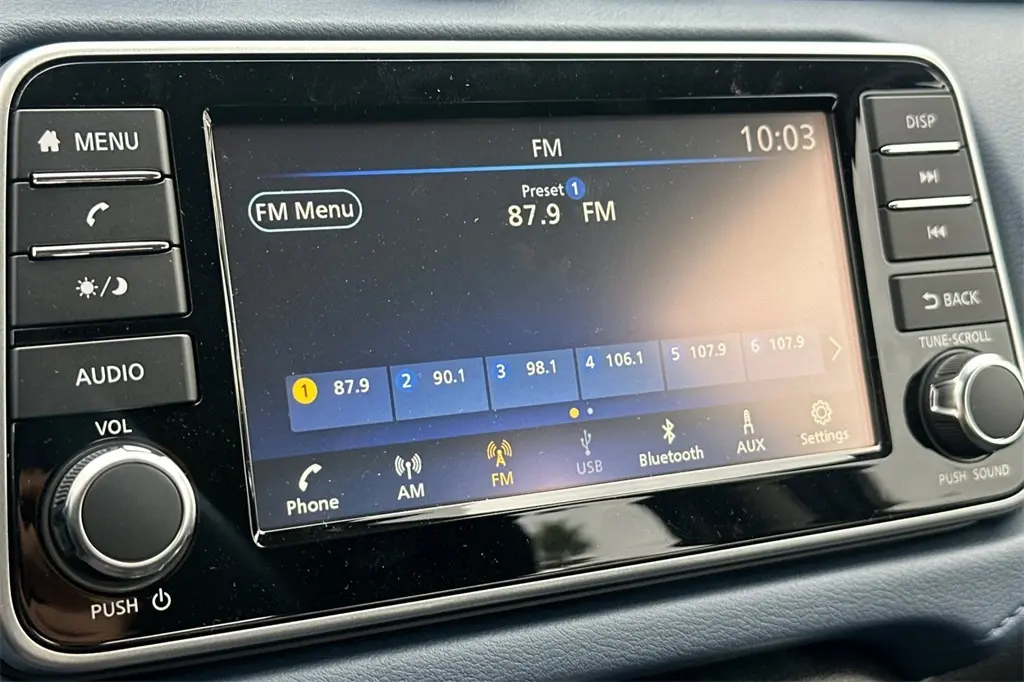 MENU
AUDIO
VOL
PUSH
FM
10:03
FM Menu
Preset 1
87.9 FM
1 87.9
2 90.1
3 98.1
4 106.1
5 107.9
6 107.9
Phone
AM
FM
USB
Bluetooth
AUX
Settings
DISP
BACK
TUNE·SCROLL
PUSH SOUND